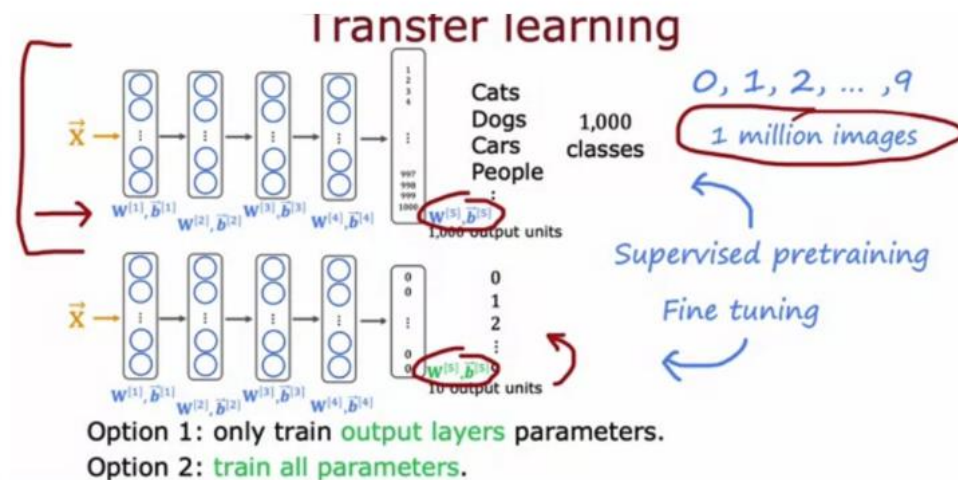 Transfer learning
0, 1, 2, ... ,9
1 million images
1
2
3
4
⋮
997
998
999
1000
Cats
Dogs
Cars
People
⋮
1,000
classes
x⃗
W[1], b⃗[1]
W[2], b⃗[2]
W[3], b⃗[3]
W[4], b⃗[4]
W[5], b⃗[5]
1,000 output units
Supervised pretraining
Fine tuning
x⃗
0
0
⋮
0
0
0
1
2
⋮
W[1], b⃗[1]
W[2], b⃗[2]
W[3], b⃗[3]
W[4], b⃗[4]
W[5], b⃗[5]
10 output units
Option 1: only train output layers parameters.
Option 2: train all parameters.